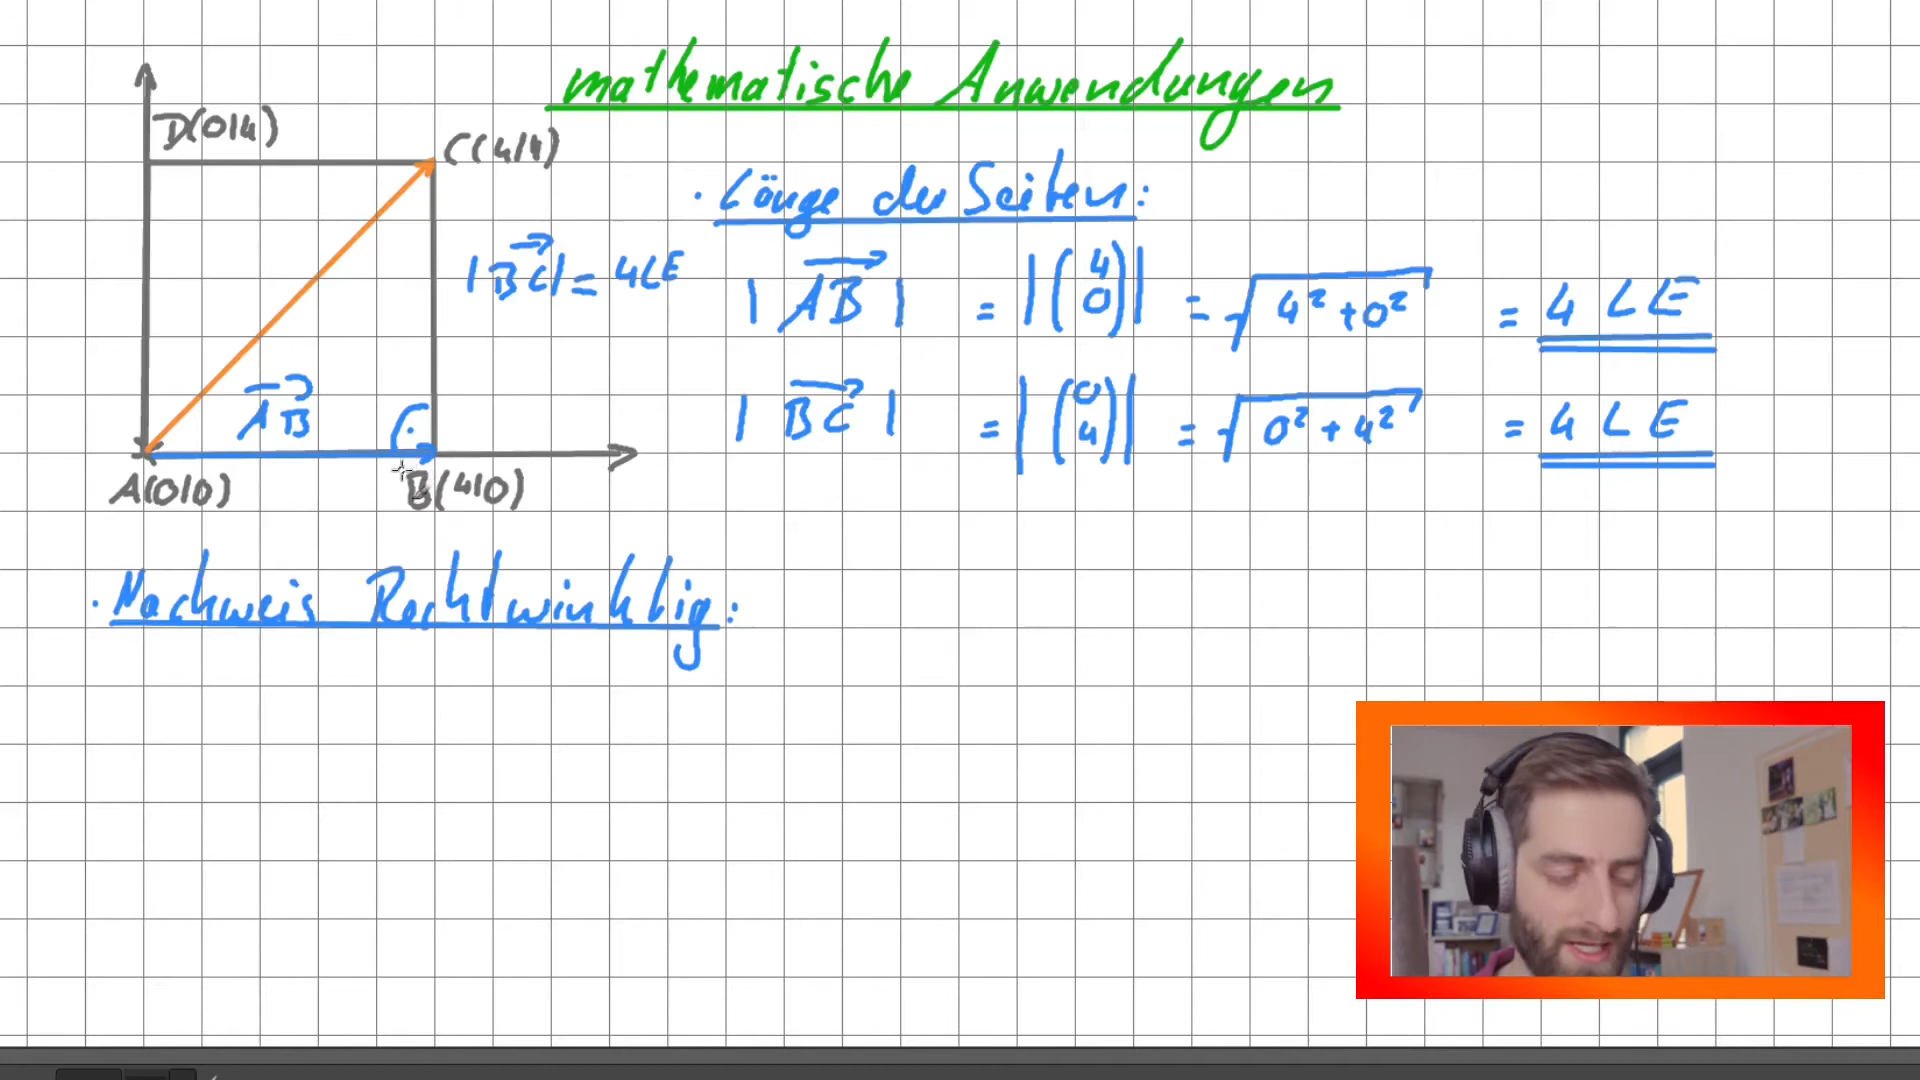 mathematische Anwendungen
D(0|4)
C(4|4)
· Länge der Seiten:
|BC| = 4LE
| AB | = |(4 0)| = √4² + 0² = 4 LE
| BC | = |(0 4)| = √0² + 4² = 4 LE
AB
A(0|0)
B(4|0)
· Nachweis Rechtwinklig: